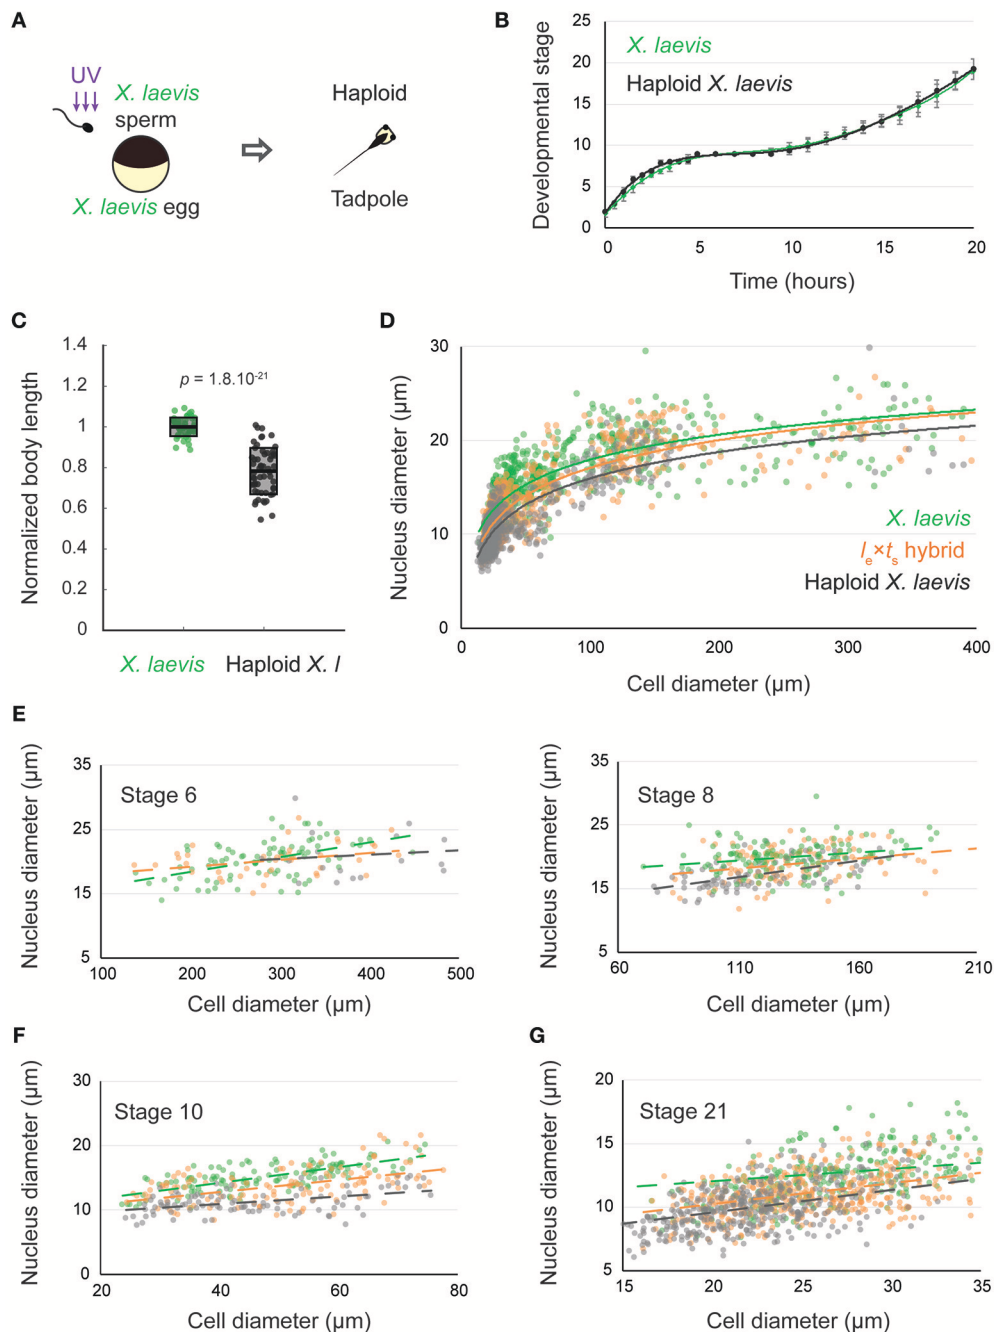 A
UV
X. laevis
sperm
X. laevis egg
Haploid
Tadpole
B
Developmental stage
25
20
15
10
5
0
X. laevis
Haploid X. laevis
0
5
10
15
20
Time (hours)
C
Normalized body length
1.4
1.2
1
0.8
0.6
0.4
0.2
0
p = 1.8.10-21
X. laevis
Haploid X. l
D
Nucleus diameter (µm)
30
20
10
0
X. laevis
le×ts hybrid
Haploid X. laevis
0
100
200
300
400
Cell diameter (µm)
E
Nucleus diameter (µm)
35
25
15
5
Stage 6
100
200
300
400
500
Cell diameter (µm)
Nucleus diameter (µm)
35
25
15
5
Stage 8
60
110
160
210
Cell diameter (µm)
F
Nucleus diameter (µm)
30
20
10
0
Stage 10
20
40
60
80
Cell diameter (µm)
G
Nucleus diameter (µm)
20
15
10
5
Stage 21
15
20
25
30
35
Cell diameter (µm)